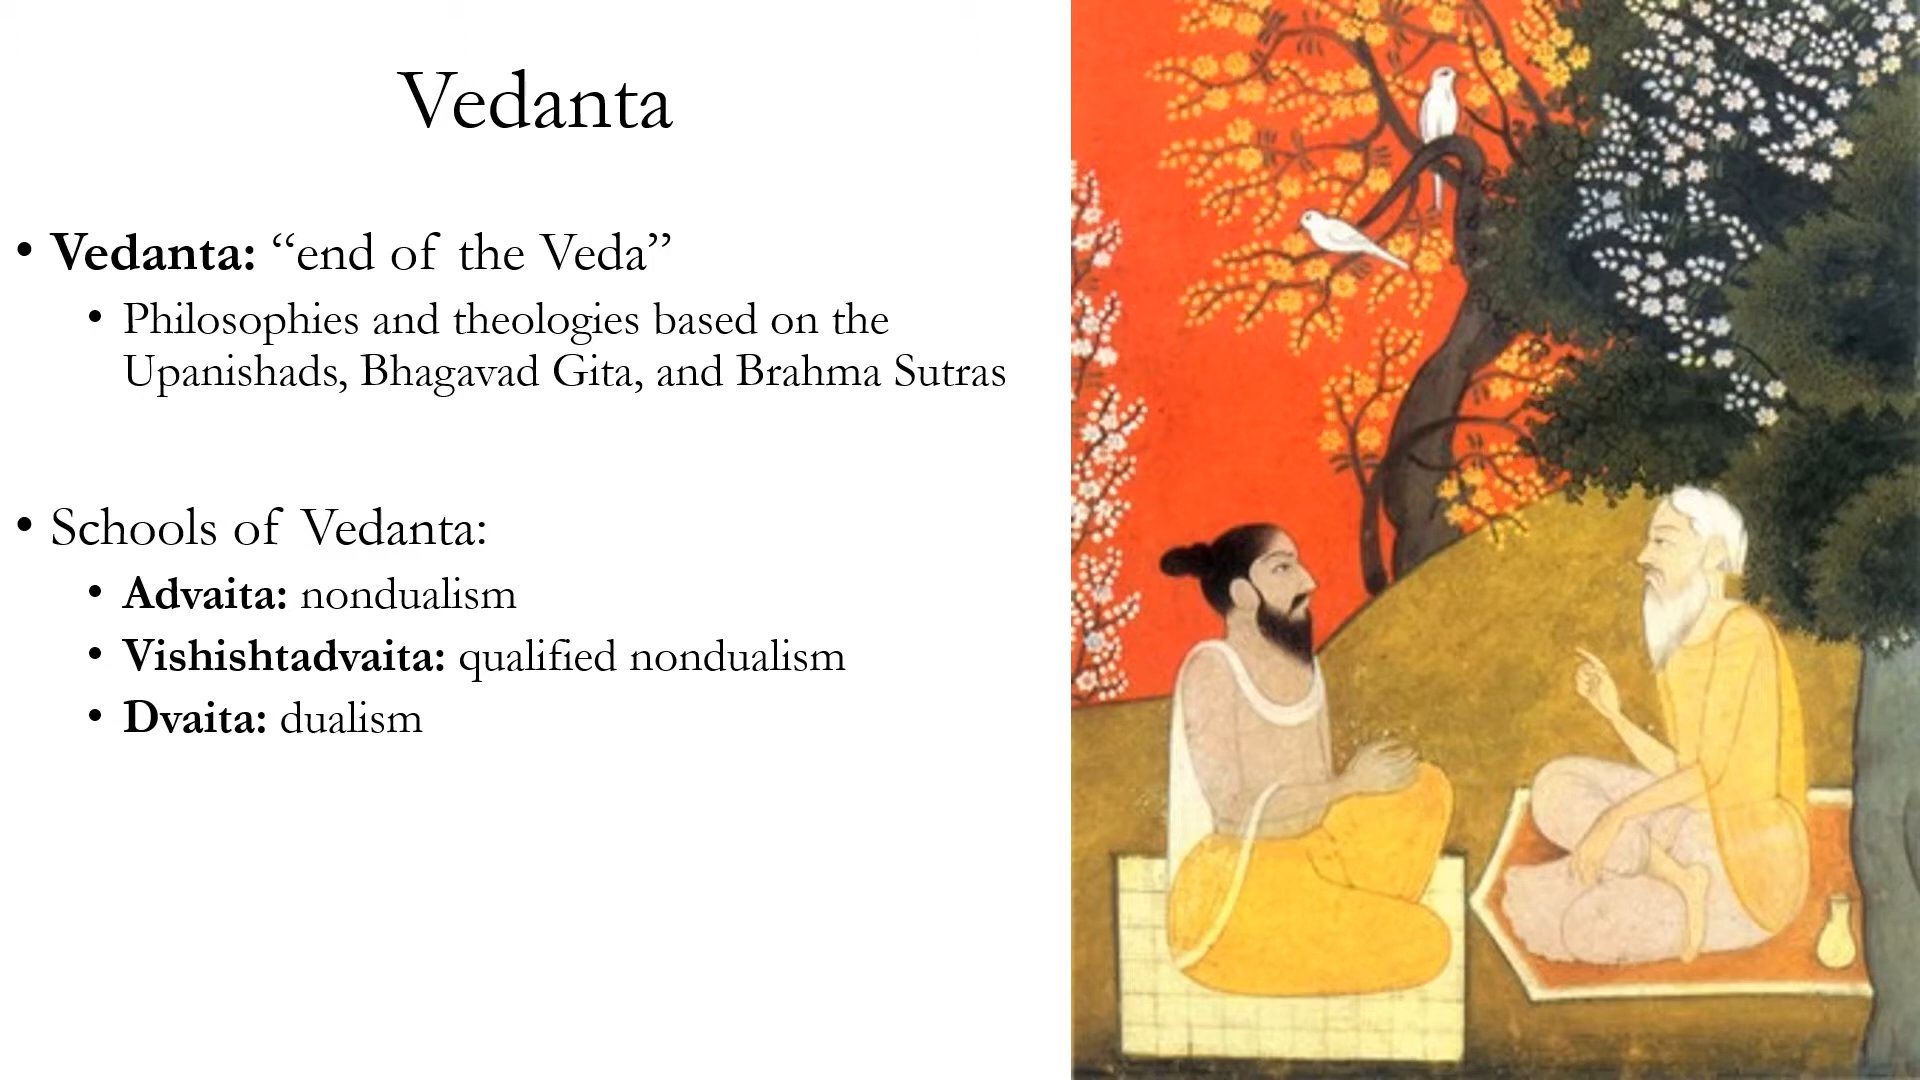 Vedanta
• Vedanta: “end of the Veda”
• Philosophies and theologies based on the
Upanishads, Bhagavad Gita, and Brahma Sutras
• Schools of Vedanta:
• Advaita: nondualism
• Vishishtadvaita: qualified nondualism
• Dvaita: dualism